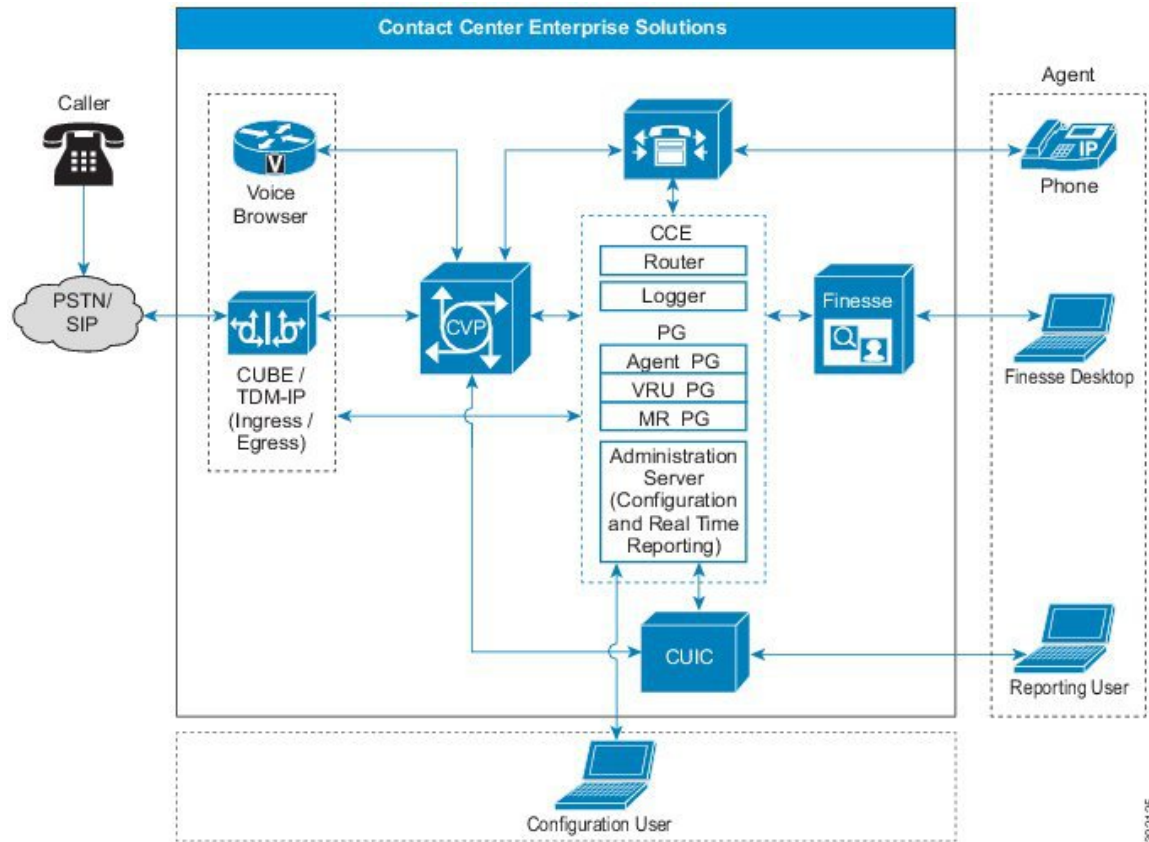 Contact Center Enterprise Solutions
Caller
Agent
V
Voice
Browser
IP
Phone
CCE
Router
Logger
PSTN/
SIP
CVP
Finesse
PG
Agent PG
VRU PG
MR PG
CUBE /
TDM-IP
(Ingress /
Egress)
Finesse Desktop
Administration
Server
(Configuration
and Real Time
Reporting)
CUIC
Reporting User
Configuration User